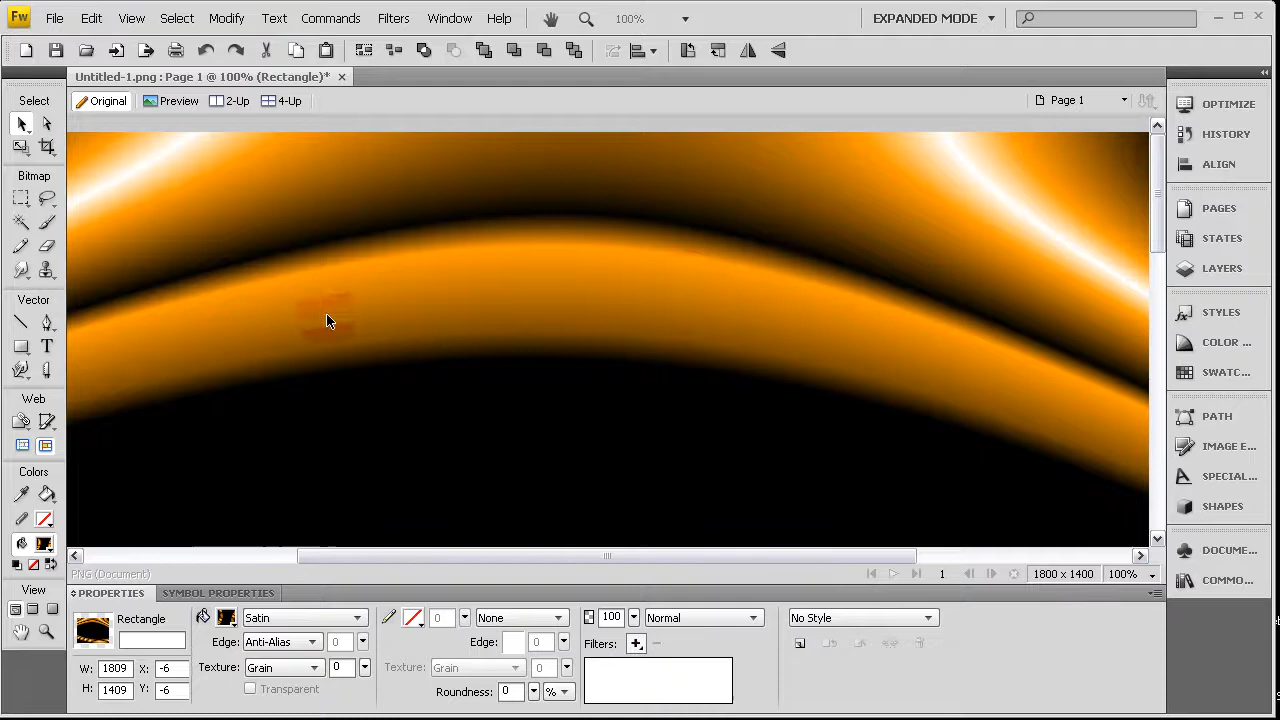 Fw File Edit View Select Modify Text Commands Filters Window Help 100% EXPANDED MODE
Untitled-1.png : Page 1 @ 100% (Rectangle)*
Original Preview 2-Up 4-Up Page 1
Select
Bitmap
Vector
Web
Colors
View
OPTIMIZE
HISTORY
ALIGN
PAGES
STATES
LAYERS
STYLES
COLOR ...
SWATC...
PATH
IMAGE E...
SPECIAL...
SHAPES
DOCUME...
COMMO...
PNG (Document) 1 1800 x 1400 100%
PROPERTIES SYMBOL PROPERTIES
Rectangle Satin 0 None 100 Normal No Style
Edge: Anti-Alias 0 Edge: 0 Filters:
W: 1809 X: -6 Texture: Grain 0 Texture: Grain 0
H: 1409 Y: -6 Transparent Roundness: 0 %